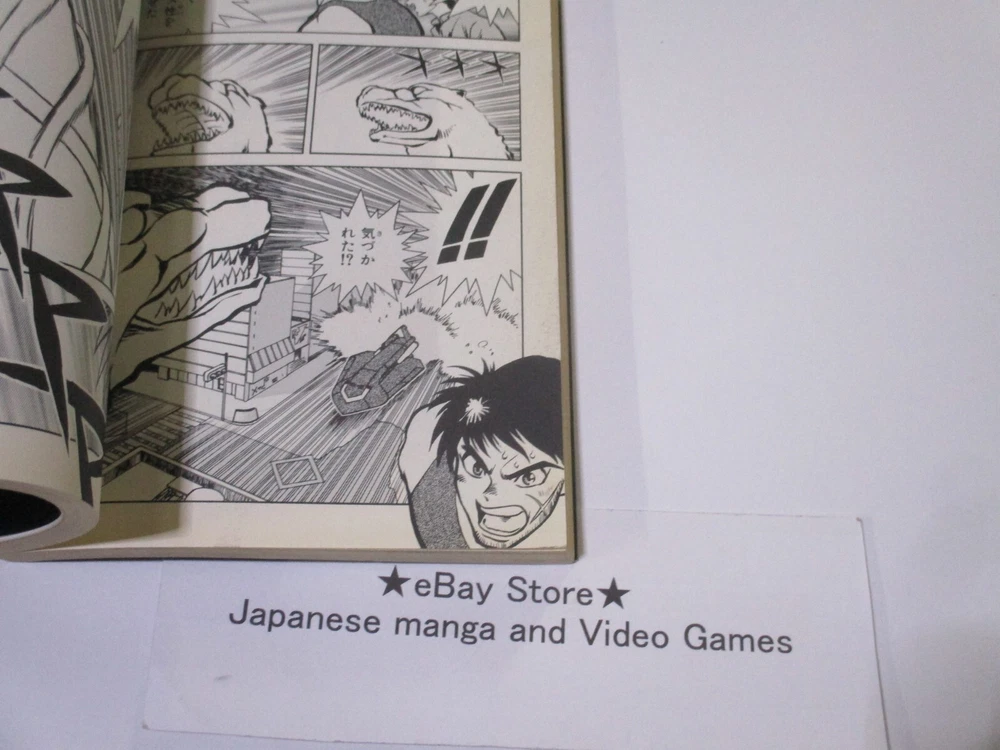 !!
気づか
れた!?
★eBay Store★
Japanese manga and Video Games